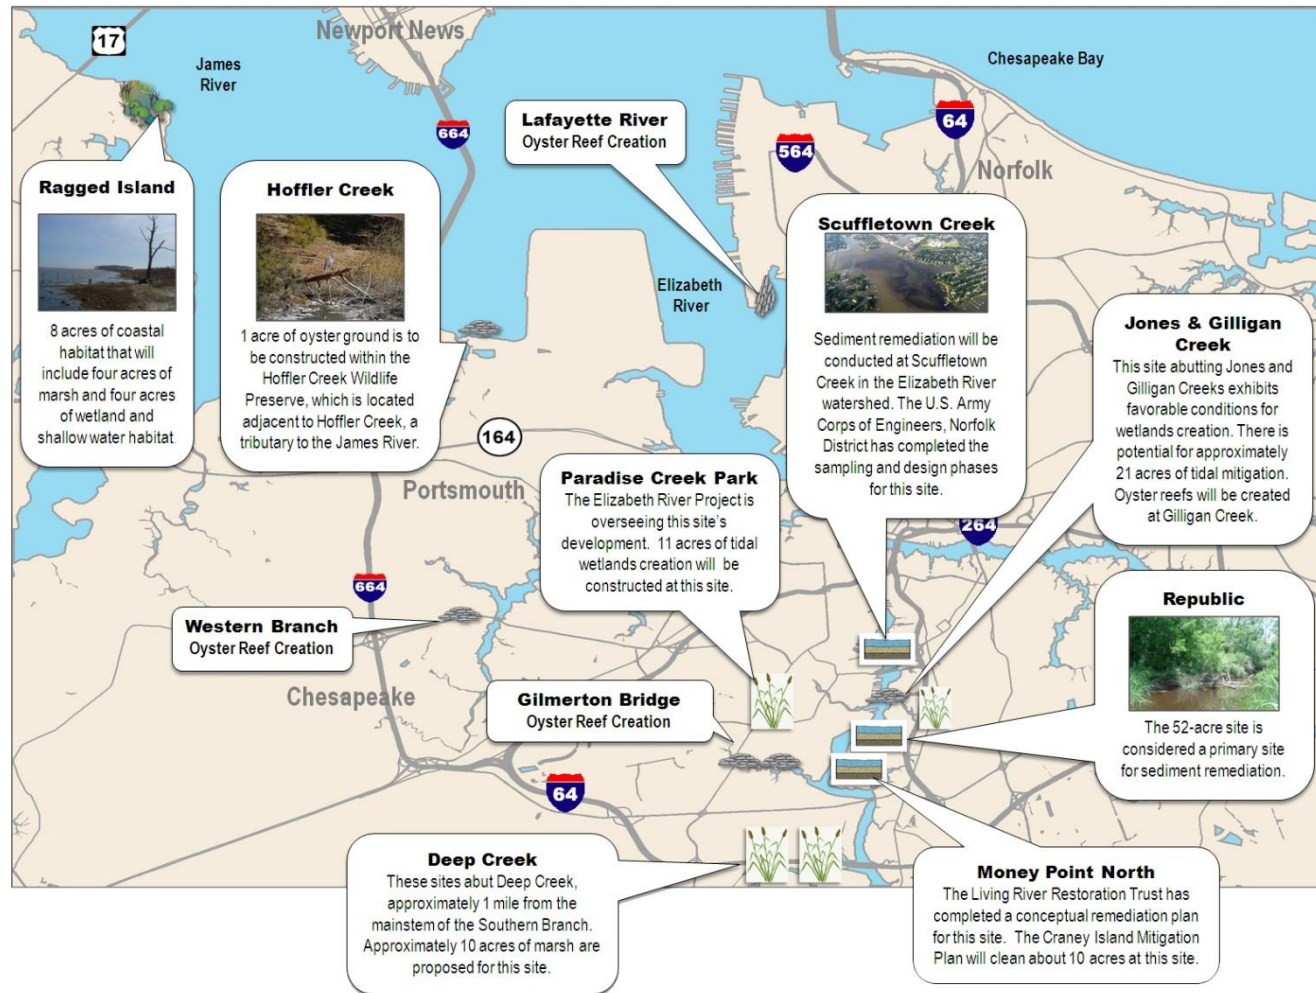 17
James
River
Newport News
664
Chesapeake Bay
64
564
Norfolk
Lafayette River
Oyster Reef Creation
Ragged Island
8 acres of coastal
habitat that will
include four acres of
marsh and four acres
of wetland and
shallow water habitat
Hoffler Creek
1 acre of oyster ground is to
be constructed within the
Hoffler Creek Wildlife
Preserve, which is located
adjacent to Hoffler Creek, a
tributary to the James River.
Elizabeth
River
Scuffletown Creek
Sediment remediation will be
conducted at Scuffletown
Creek in the Elizabeth River
watershed. The U.S. Army
Corps of Engineers, Norfolk
District has completed the
sampling and design phases
for this site.
Jones & Gilligan
Creek
This site abutting Jones and
Gilligan Creeks exhibits
favorable conditions for
wetlands creation. There is
potential for approximately
21 acres of tidal mitigation.
Oyster reefs will be created
at Gilligan Creek.
164
Portsmouth
264
Paradise Creek Park
The Elizabeth River Project is
overseeing this site's
development. 11 acres of tidal
wetlands creation will be
constructed at this site.
664
Western Branch
Oyster Reef Creation
Republic
The 52-acre site is
considered a primary site
for sediment remediation.
Chesapeake
Gilmerton Bridge
Oyster Reef Creation
64
Deep Creek
These sites abut Deep Creek,
approximately 1 mile from the
mainstem of the Southern Branch.
Approximately 10 acres of marsh are
proposed for this site.
Money Point North
The Living River Restoration Trust has
completed a conceptual remediation plan
for this site. The Craney Island Mitigation
Plan will clean about 10 acres at this site.